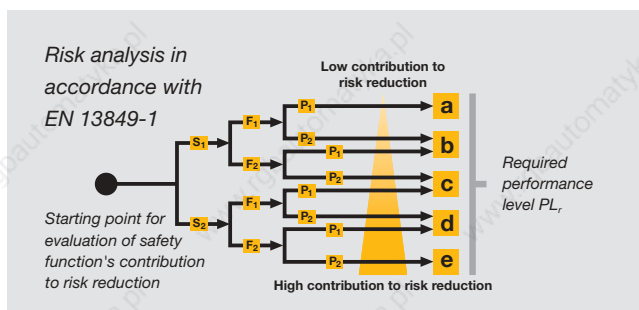 Risk analysis in
accordance with
EN 13849-1
Low contribution to
risk reduction
S1
F1
P1
a
P2
b
F2
P1
P2
c
S2
F1
P1
P2
d
F2
P1
P2
e
Required
performance
level PLr
Starting point for
evaluation of safety
function's contribution
to risk reduction
High contribution to risk reduction